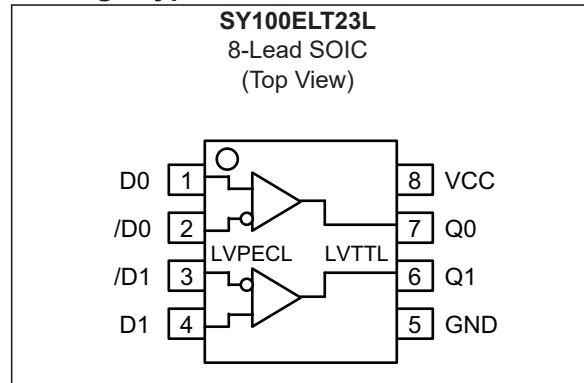 SY100ELT23L
8-Lead SOIC
(Top View)
D0 1 8 VCC
/D0 2 7 Q0
LVPECL LVTTL
/D1 3 6 Q1
D1 4 5 GND